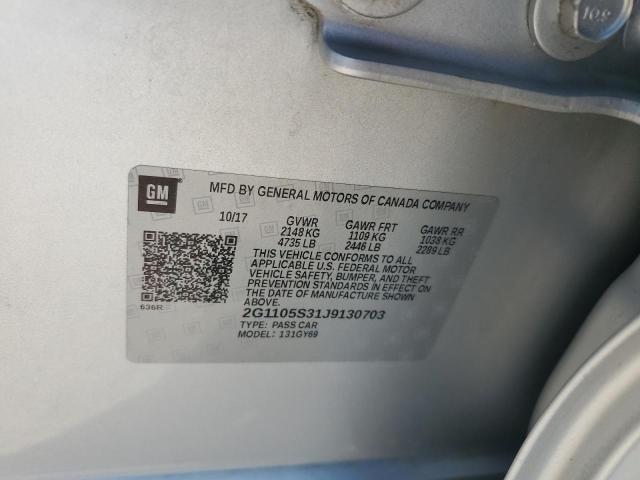 108
GM
MFD BY GENERAL MOTORS OF CANADA COMPANY
10/17 GVWR GAWR FRT GAWR RR
2148 KG 1109 KG 1038 KG
4735 LB 2446 LB 2289 LB
THIS VEHICLE CONFORMS TO ALL
APPLICABLE U.S. FEDERAL MOTOR
VEHICLE SAFETY, BUMPER, AND THEFT
PREVENTION STANDARDS IN EFFECT ON
THE DATE OF MANUFACTURE SHOWN
ABOVE.
636R
2G1105S31J9130703
TYPE: PASS CAR
MODEL: 131GY69